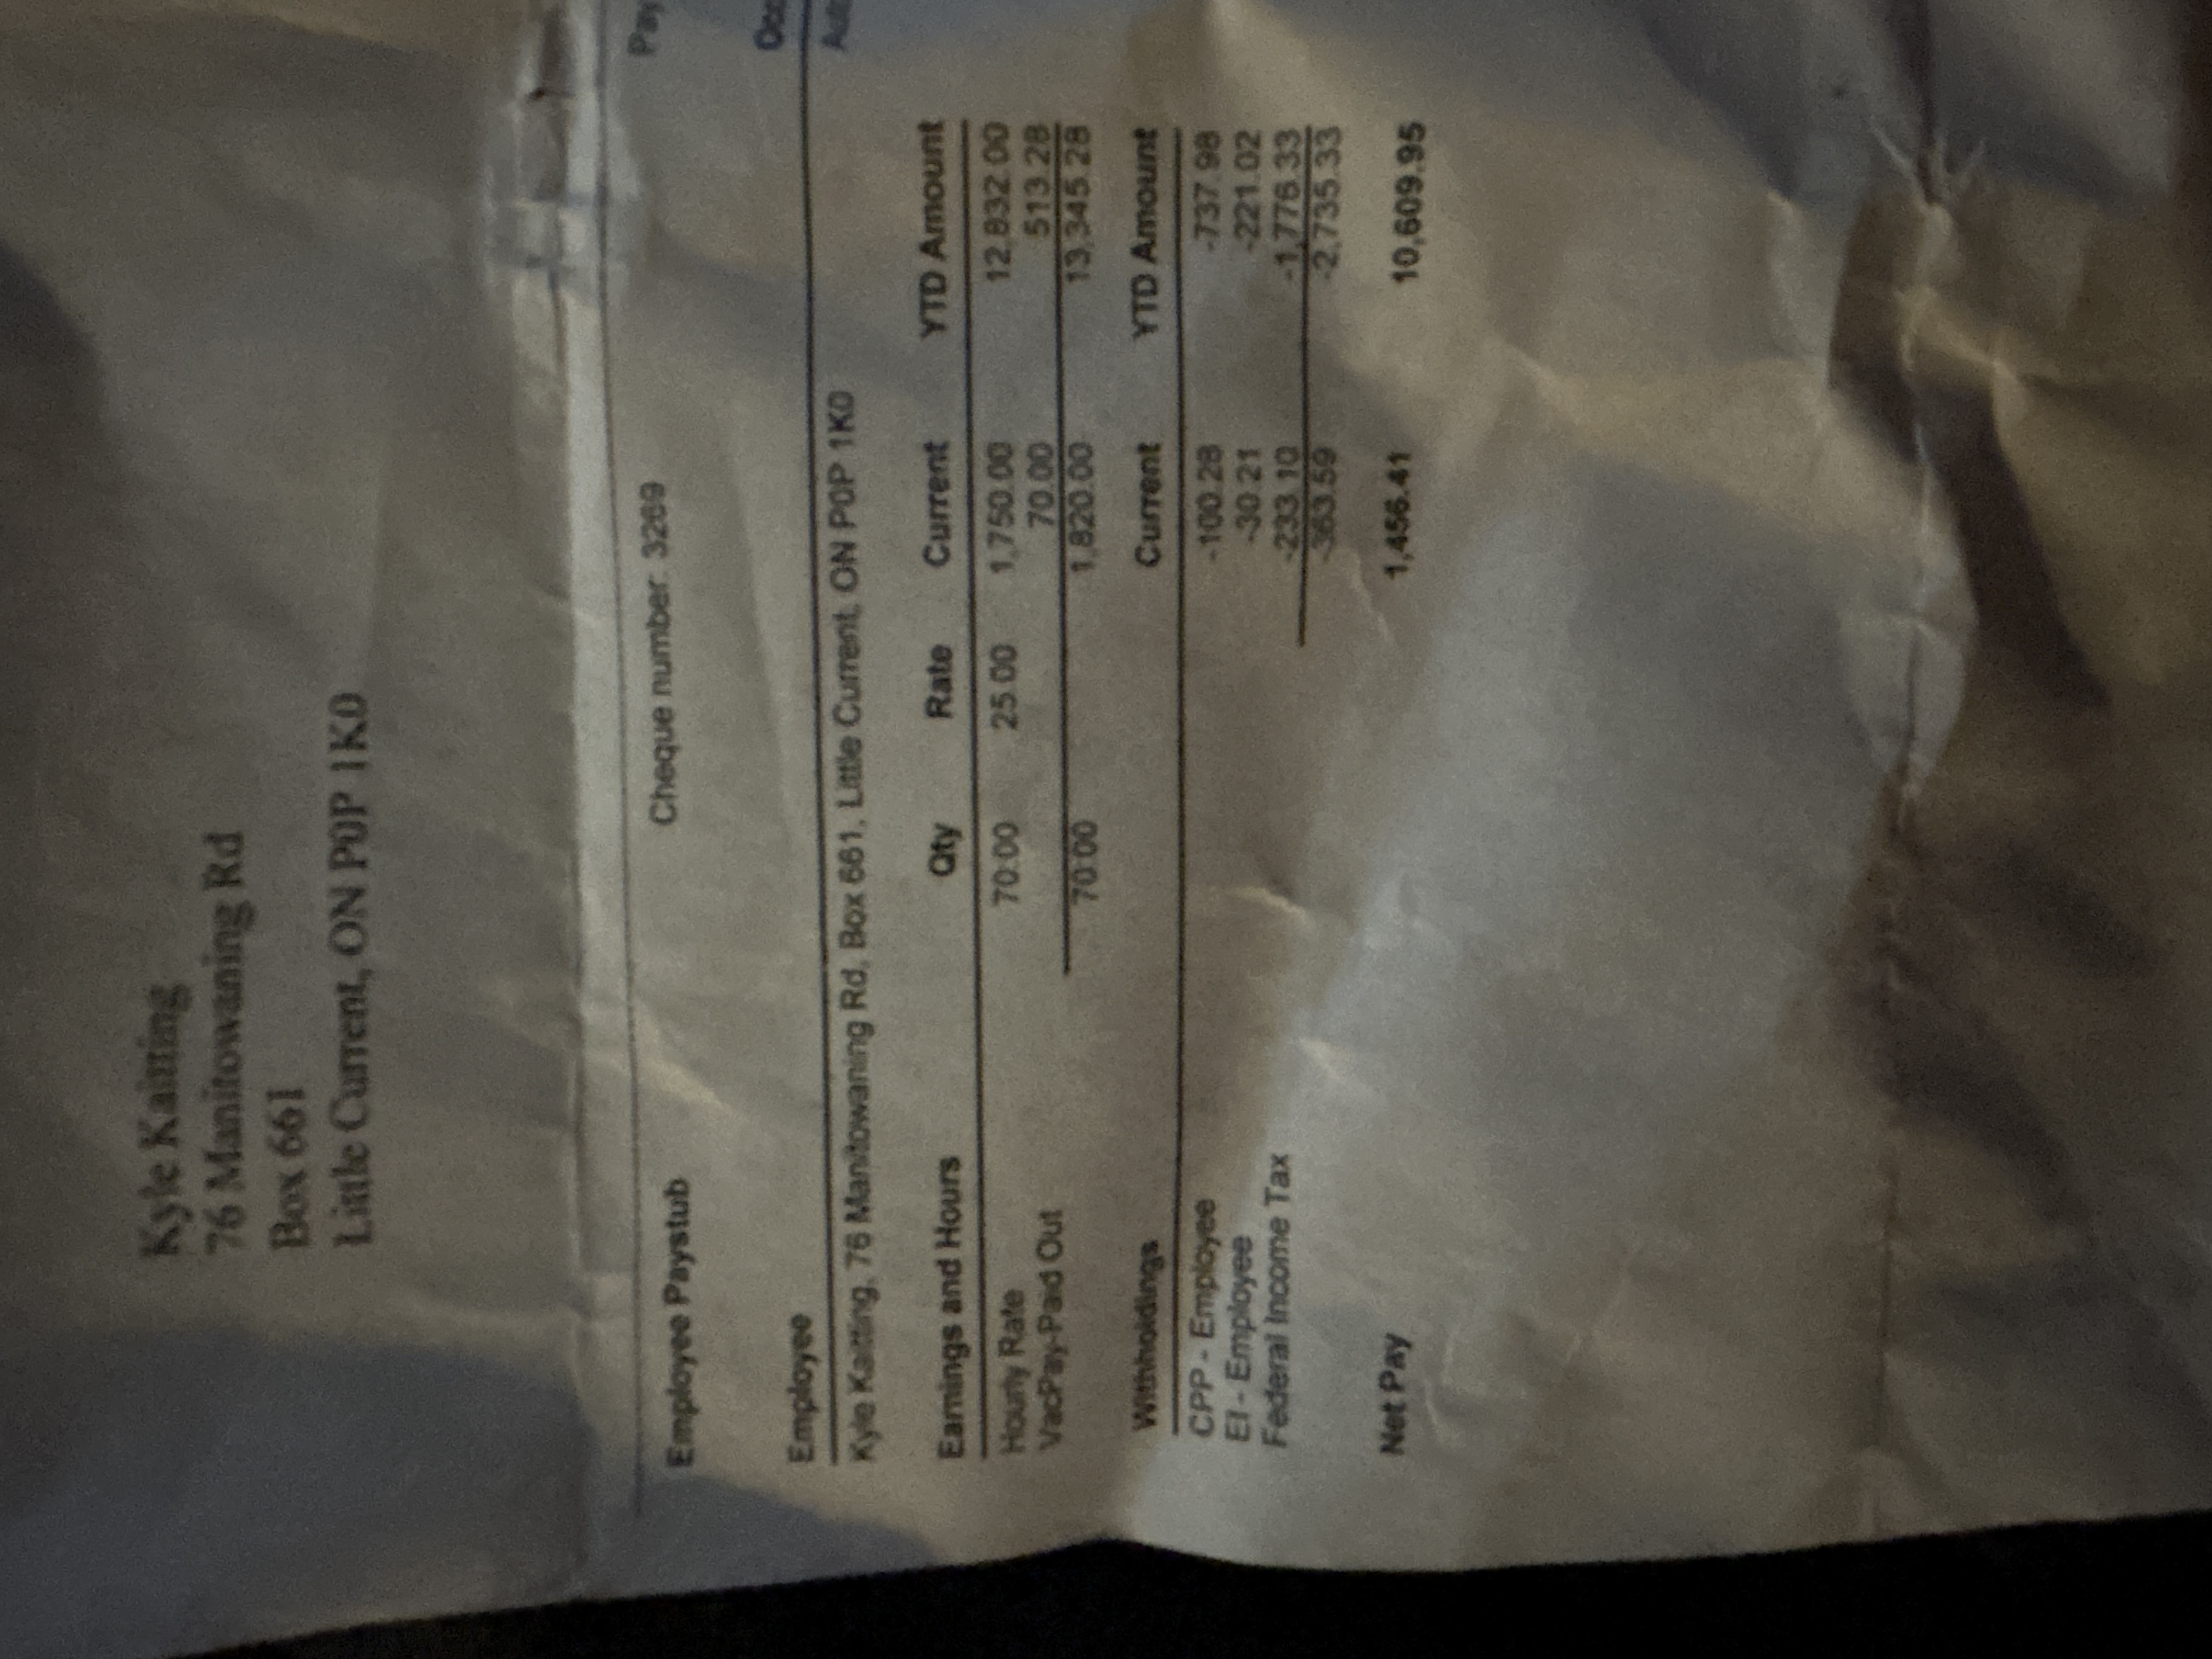 Kyle Kaitting
76 Manitowaning Rd
Box 661
Little Current, ON P0P 1K0
Employee Paystub Cheque number: 3269 Pay
Employee Occ
Kyle Kaitting, 76 Manitowaning Rd, Box 661, Little Current, ON P0P 1K0
Earnings and Hours Qty Rate Current YTD Amount
Hourly Rate 70:00 25.00 1,750.00 12,832.00
VacPay-Paid Out 70.00 513.28
70:00 1,820.00 13,345.28
Withholdings Current YTD Amount
CPP - Employee -100.28 -737.98
EI - Employee -30.21 -221.02
Federal Income Tax -233.10 -1,776.33
-363.59 -2,735.33
Net Pay 1,456.41 10,609.95